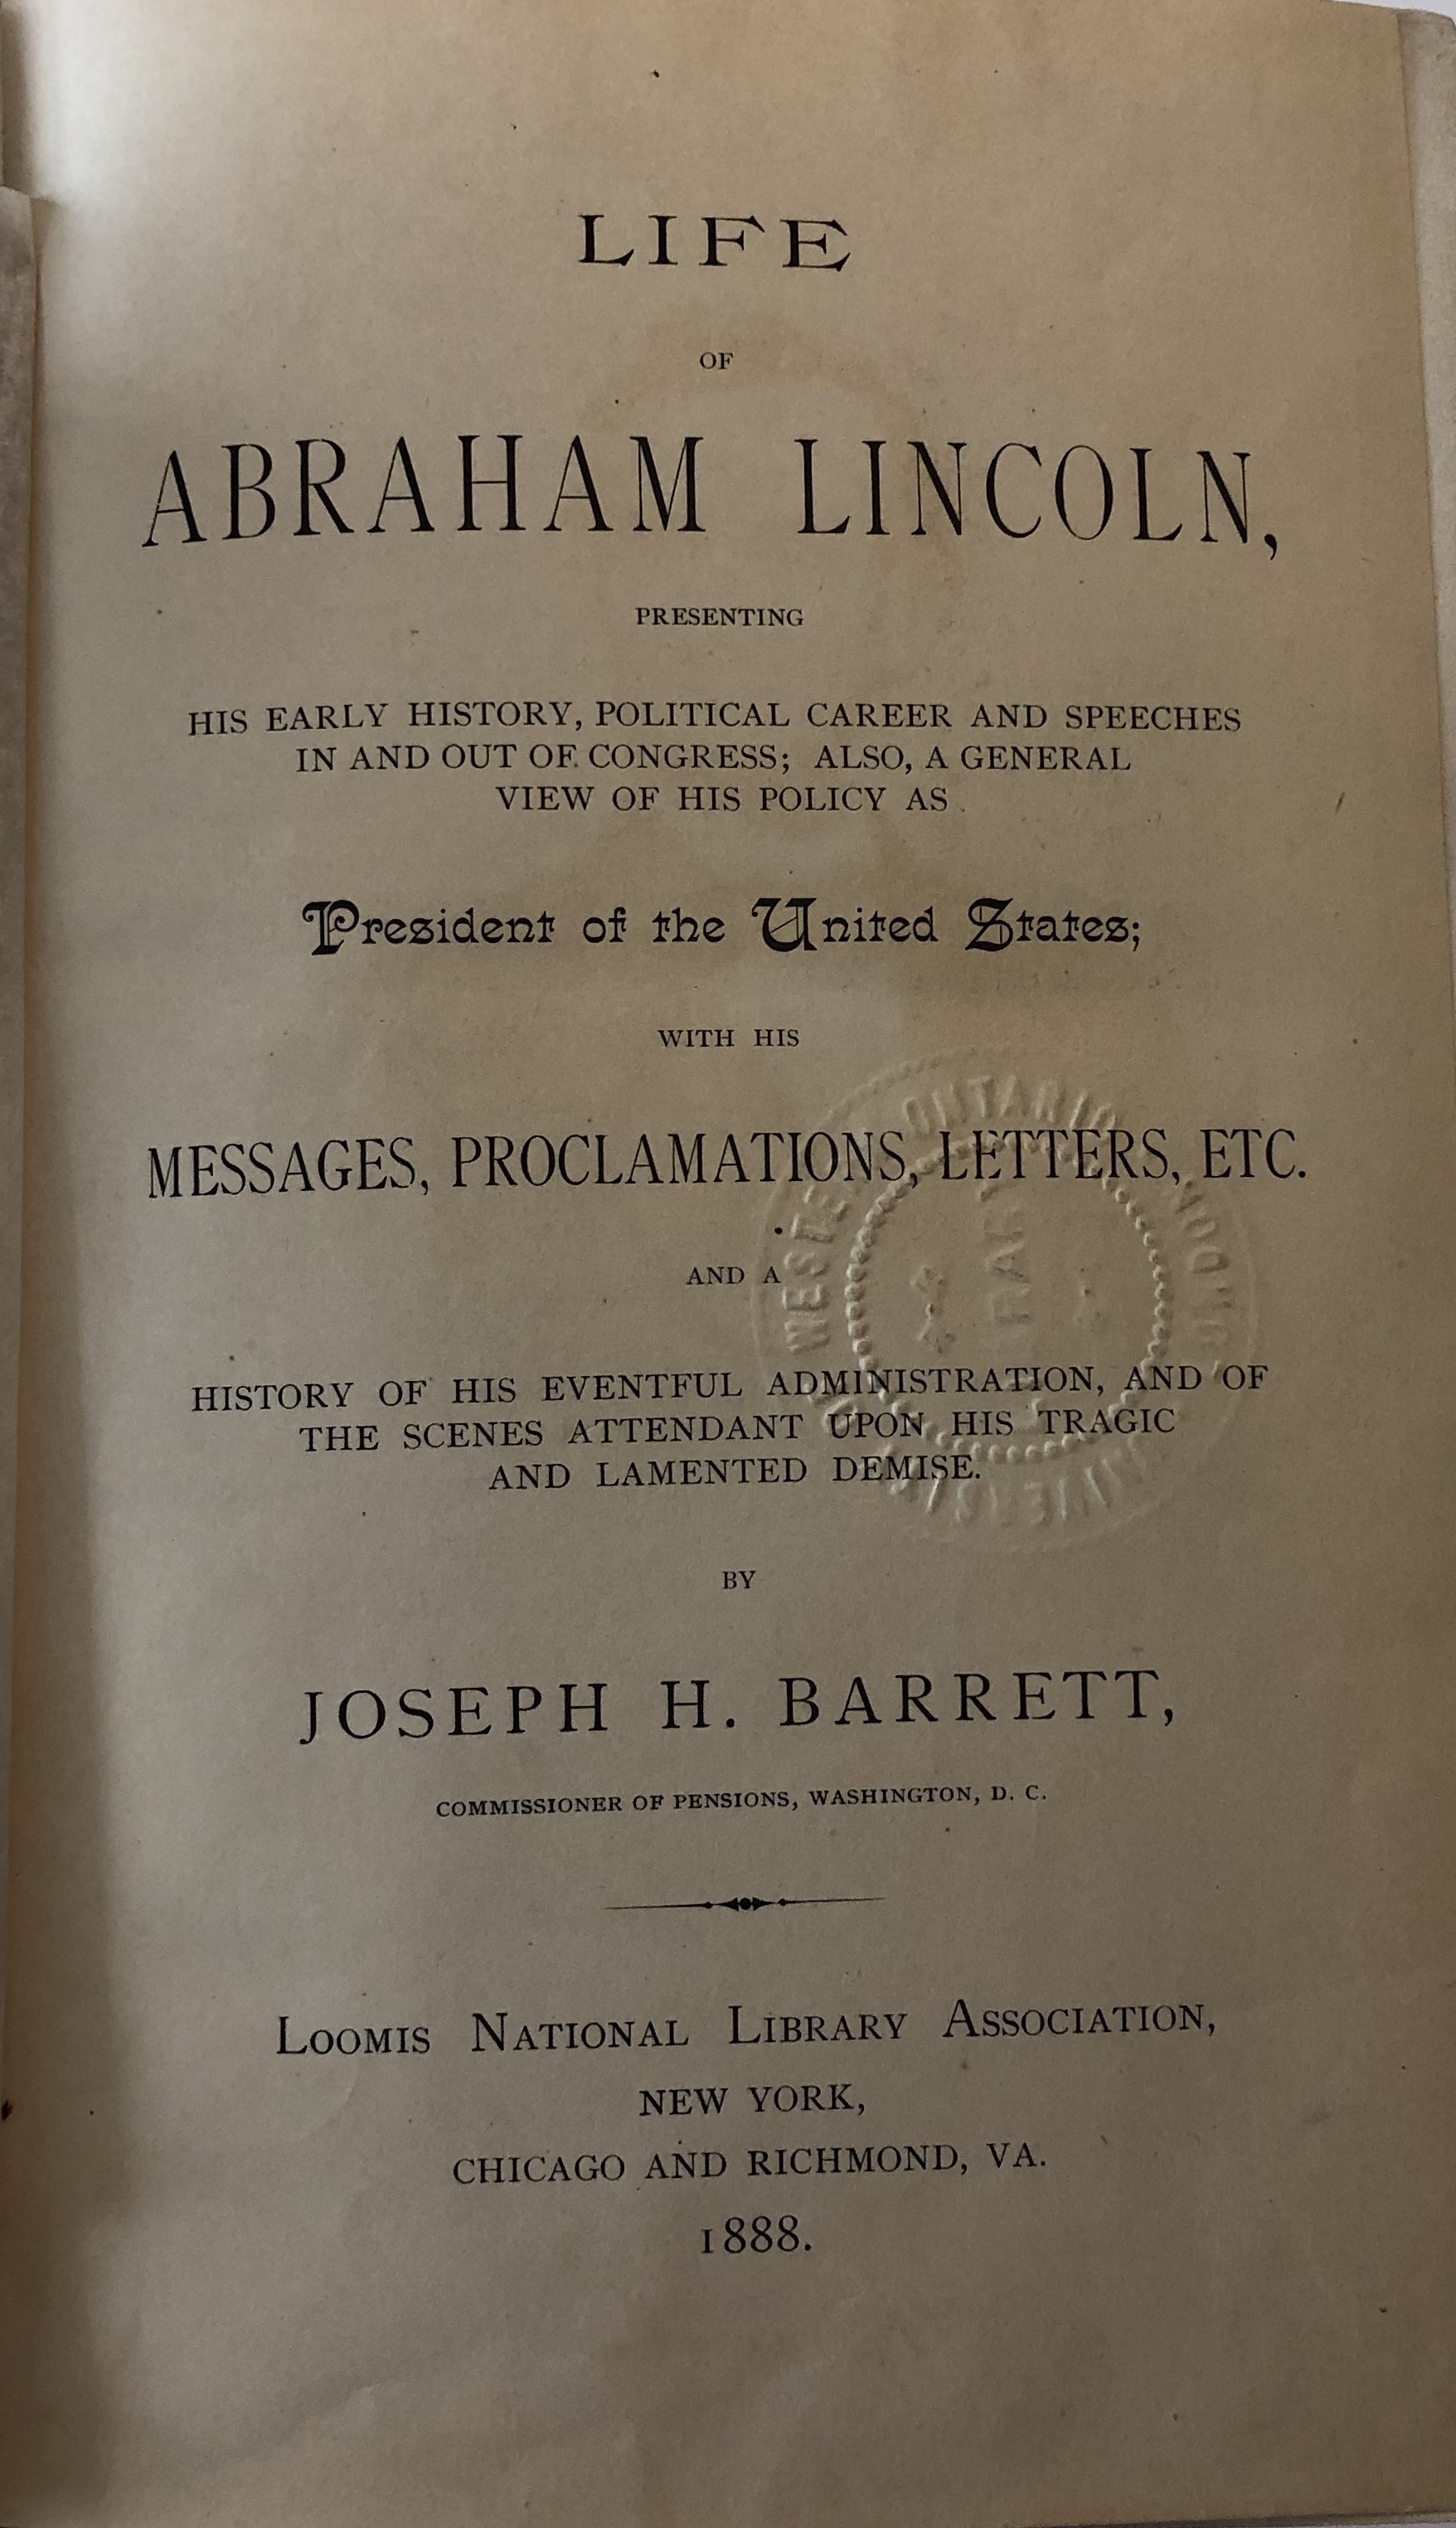 LIFE
OF
ABRAHAM LINCOLN,
PRESENTING
HIS EARLY HISTORY, POLITICAL CAREER AND SPEECHES
IN AND OUT OF CONGRESS; ALSO, A GENERAL
VIEW OF HIS POLICY AS
President of the United States;
WITH HIS
MESSAGES, PROCLAMATIONS, LETTERS, ETC.
AND A
HISTORY OF HIS EVENTFUL ADMINISTRATION, AND OF
THE SCENES ATTENDANT UPON HIS TRAGIC
AND LAMENTED DEMISE.
BY
JOSEPH H. BARRETT,
COMMISSIONER OF PENSIONS, WASHINGTON, D. C.
LOOMIS NATIONAL LIBRARY ASSOCIATION,
NEW YORK,
CHICAGO AND RICHMOND, VA.
1888.
ONTARIO